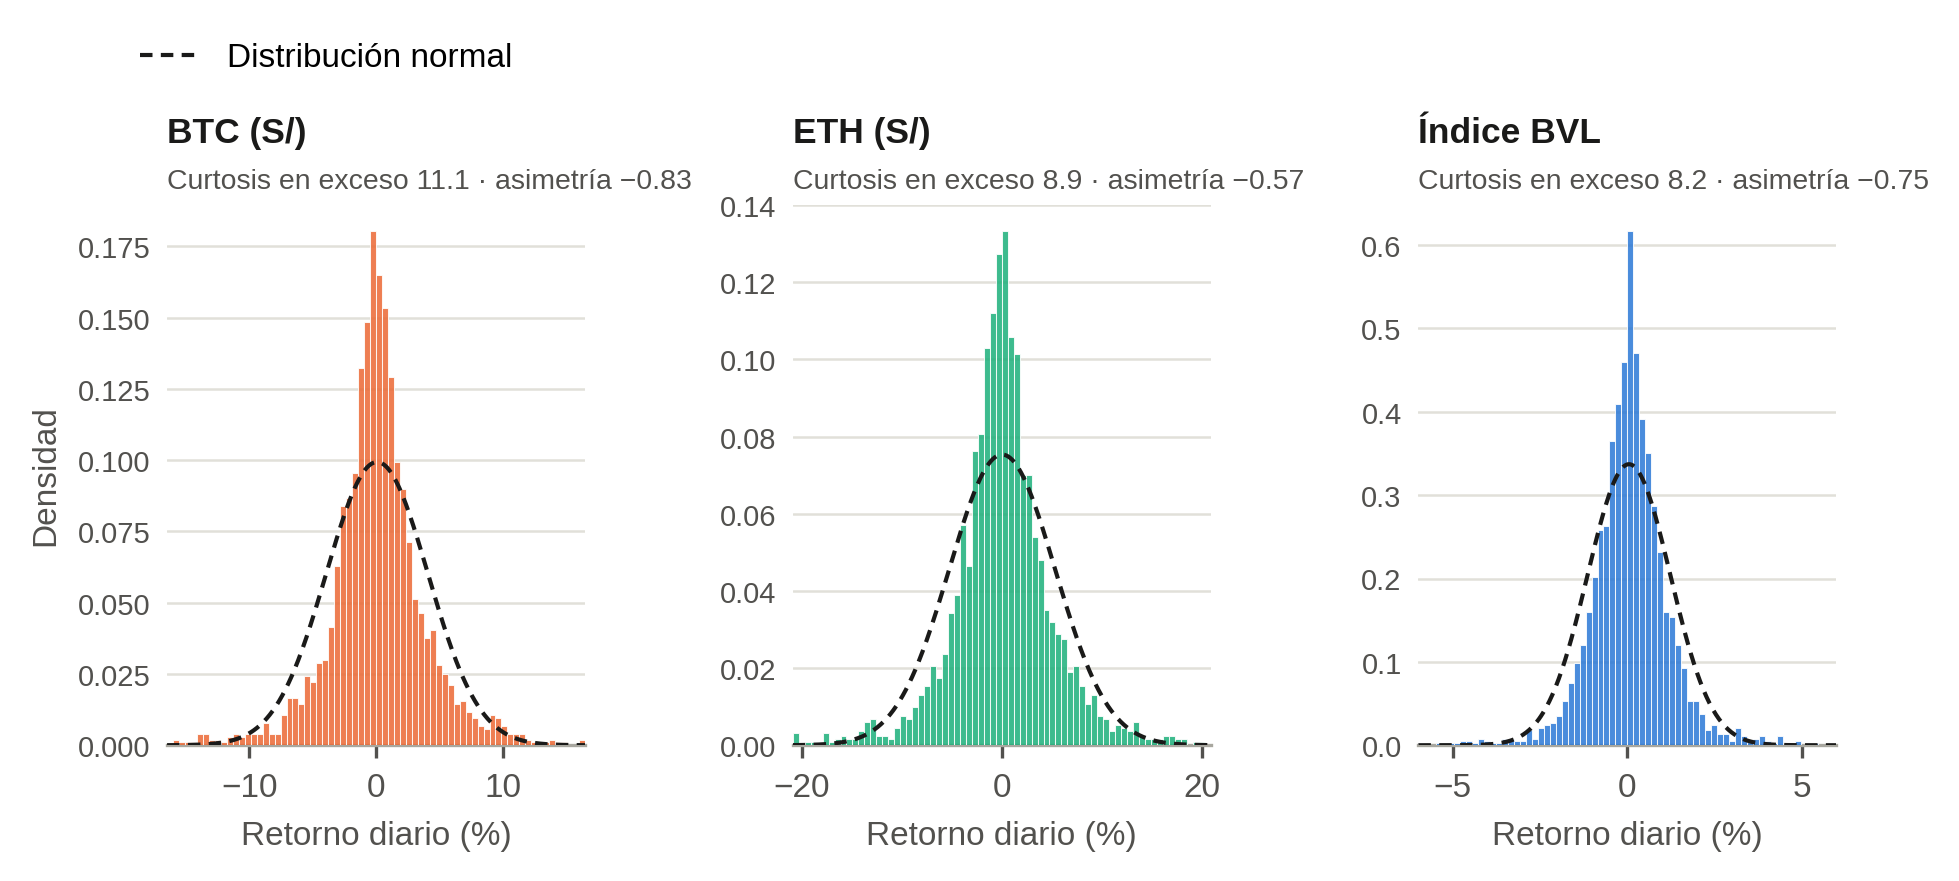 Distribución normal
BTC (S/)
Curtosis en exceso 11.1 · asimetría −0.83
0.175
0.150
0.125
0.100
0.075
0.050
0.025
0.000
Densidad
−10 0 10
Retorno diario (%)
ETH (S/)
Curtosis en exceso 8.9 · asimetría −0.57
0.14
0.12
0.10
0.08
0.06
0.04
0.02
0.00
−20 0 20
Retorno diario (%)
Índice BVL
Curtosis en exceso 8.2 · asimetría −0.75
0.6
0.5
0.4
0.3
0.2
0.1
0.0
−5 0 5
Retorno diario (%)